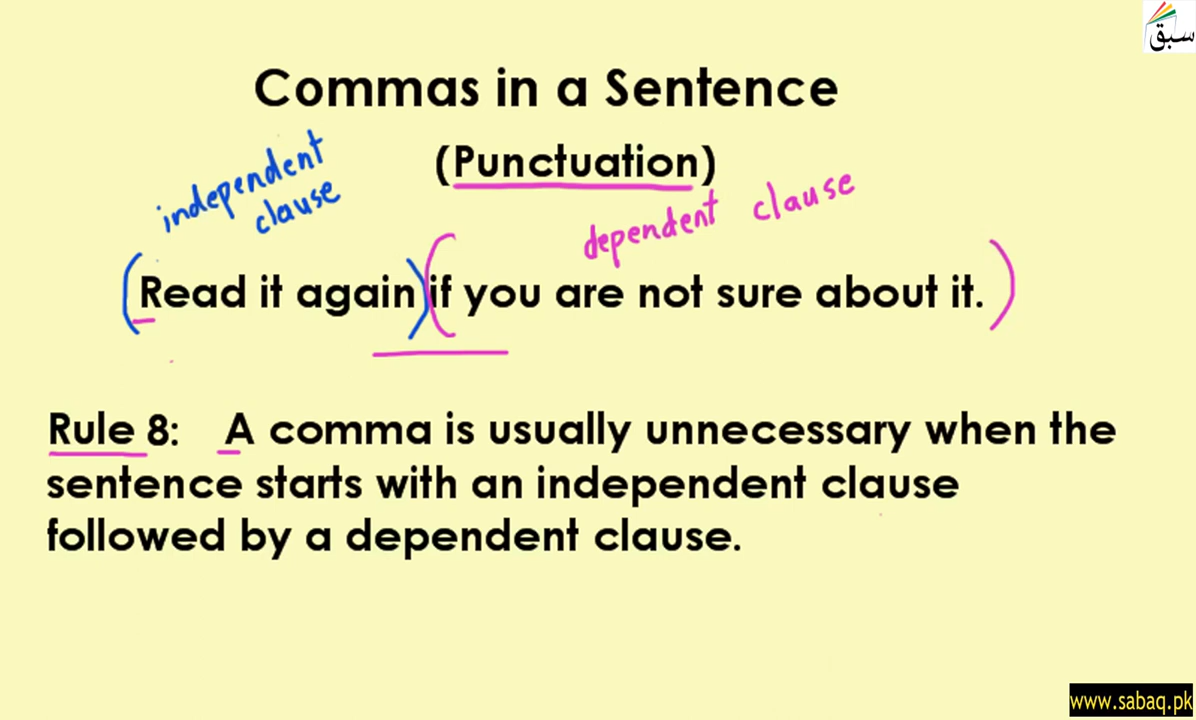 سبق
Commas in a Sentence
(Punctuation)
independent
clause
dependent clause
(Read it again) (if you are not sure about it.)
Rule 8: A comma is usually unnecessary when the
sentence starts with an independent clause
followed by a dependent clause.
www.sabaq.pk